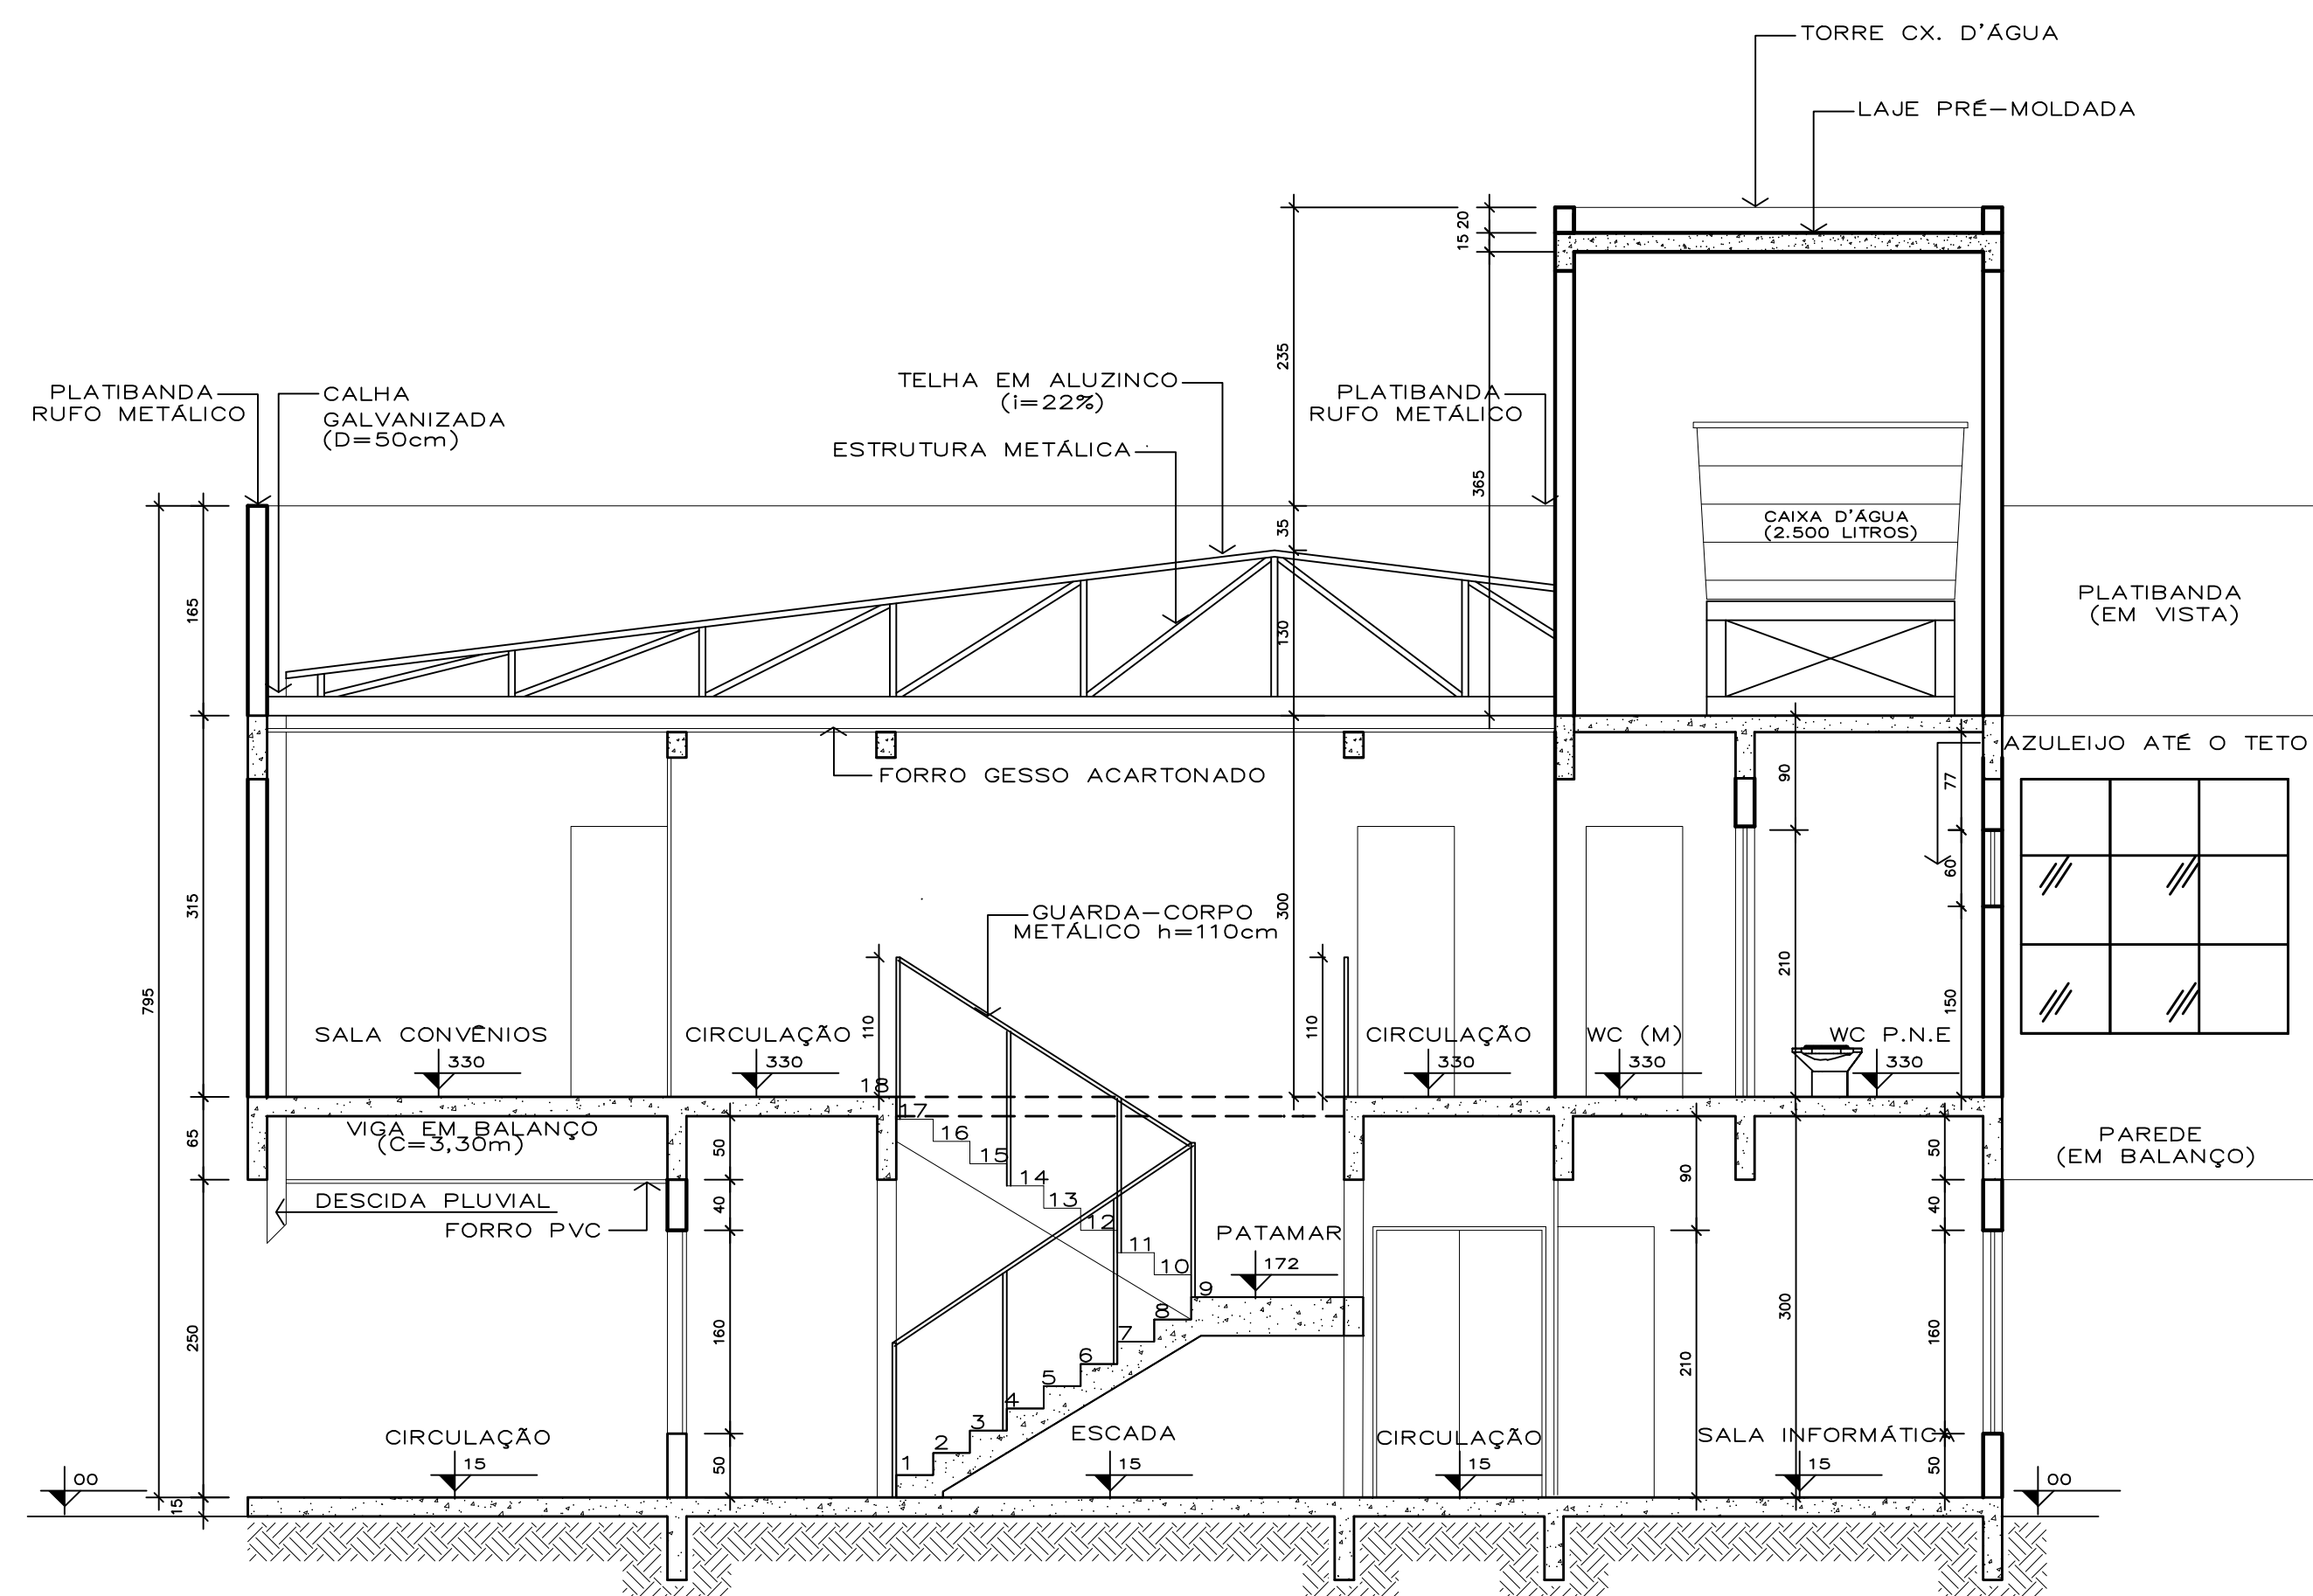 TORRE CX. D'ÁGUA
LAJE PRÉ-MOLDADA
20
15
235
365
PLATIBANDA
RUFO METÁLICO
CALHA
GALVANIZADA
(D=50cm)
TELHA EM ALUZINCO
(i=22%)
ESTRUTURA METÁLICA
PLATIBANDA
RUFO METÁLICO
35
130
CAIXA D'ÁGUA
(2.500 LITROS)
PLATIBANDA
(EM VISTA)
165
FORRO GESSO ACARTONADO
AZULEIJO ATÉ O TETO
90
77
60
315
300
210
150
795
GUARDA-CORPO
METÁLICO h=110cm
110
110
SALA CONVÊNIOS
330
CIRCULAÇÃO
330
CIRCULAÇÃO
330
WC (M)
330
WC P.N.E
330
18
17
16
15
14
13
12
11
10
9
8
7
6
5
4
3
2
1
65
VIGA EM BALANÇO
(C=3,30m)
50
50
90
PAREDE
(EM BALANÇO)
DESCIDA PLUVIAL
FORRO PVC
40
40
PATAMAR
172
250
160
300
160
210
CIRCULAÇÃO
15
ESCADA
15
CIRCULAÇÃO
15
SALA INFORMÁTICA
15
50
50
00
00
15